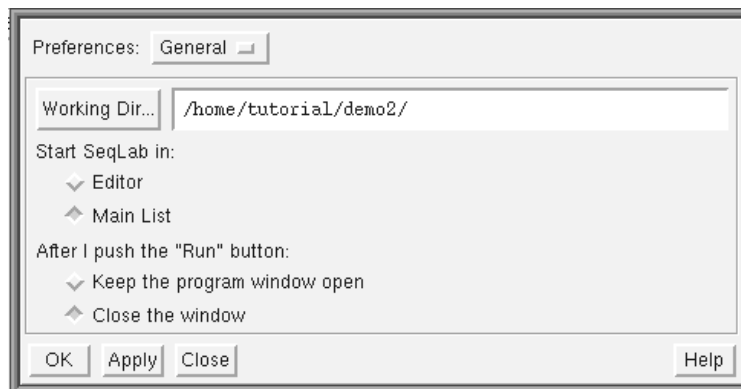 Preferences: General
Working Dir... /home/tutorial/demo2/
Start SeqLab in:
Editor
Main List
After I push the "Run" button:
Keep the program window open
Close the window
OK Apply Close Help